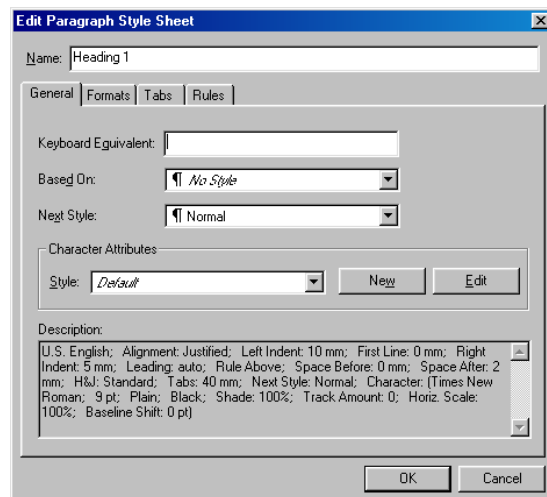 Edit Paragraph Style Sheet
Name: Heading 1
General Formats Tabs Rules
Keyboard Equivalent:
Based On: ¶ No Style
Next Style: ¶ Normal
Character Attributes
Style: Default New Edit
Description:
U.S. English; Alignment: Justified; Left Indent: 10 mm; First Line: 0 mm; Right
Indent: 5 mm; Leading: auto; Rule Above; Space Before: 0 mm; Space After: 2
mm; H&J: Standard; Tabs: 40 mm; Next Style: Normal; Character: (Times New
Roman; 9 pt; Plain; Black; Shade: 100%; Track Amount: 0; Horiz. Scale:
100%; Baseline Shift: 0 pt)
OK Cancel